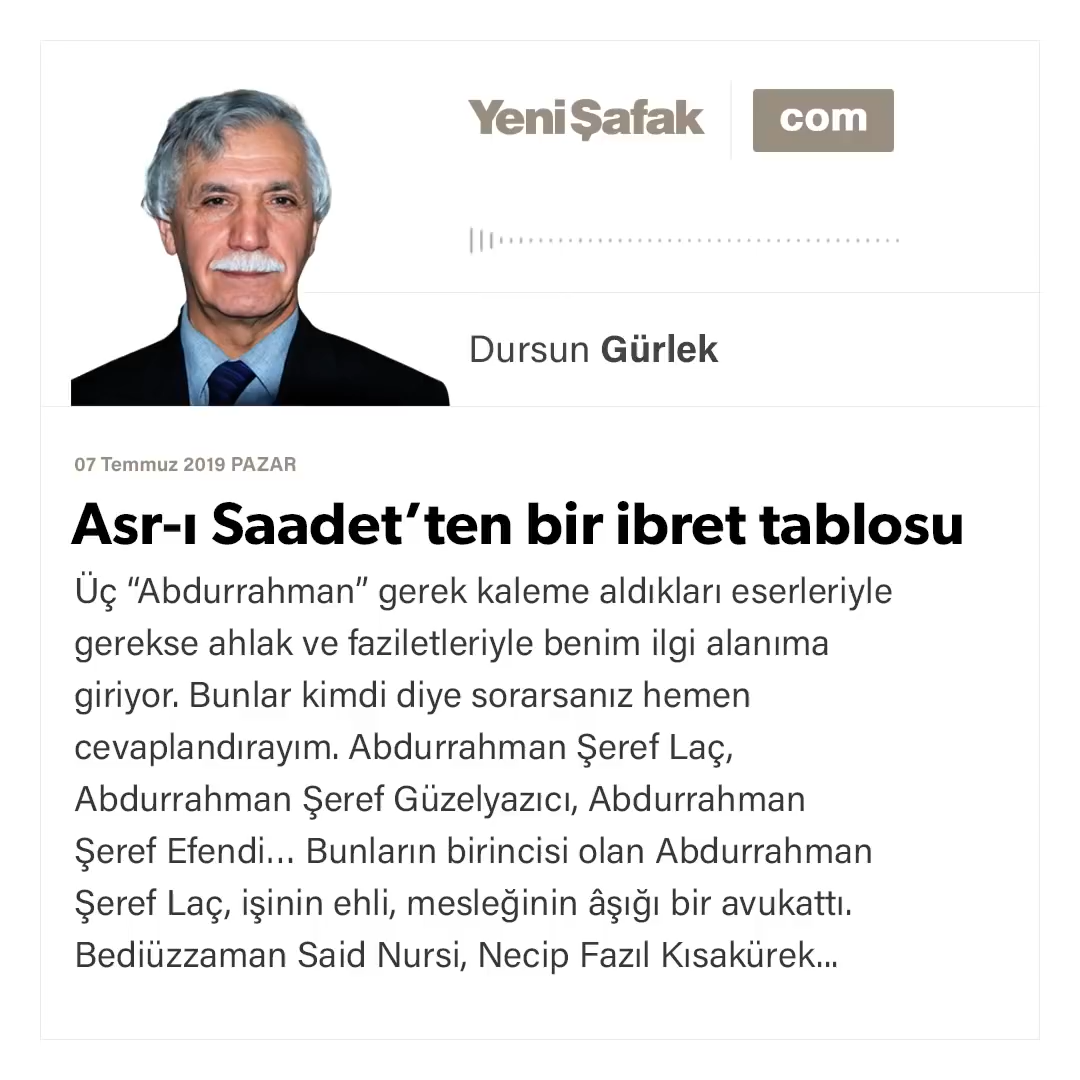 YeniŞafak
com
Dursun Gürlek
07 Temmuz 2019 PAZAR
Asr-ı Saadet’ten bir ibret tablosu
Üç “Abdurrahman” gerek kaleme aldıkları eserleriyle
gerekse ahlak ve faziletleriyle benim ilgi alanıma
giriyor. Bunlar kimdi diye sorarsanız hemen
cevaplandırayım. Abdurrahman Şeref Laç,
Abdurrahman Şeref Güzelyazıcı, Abdurrahman
Şeref Efendi... Bunların birincisi olan Abdurrahman
Şeref Laç, işinin ehli, mesleğinin âşığı bir avukattı.
Bediüzzaman Said Nursi, Necip Fazıl Kısakürek...